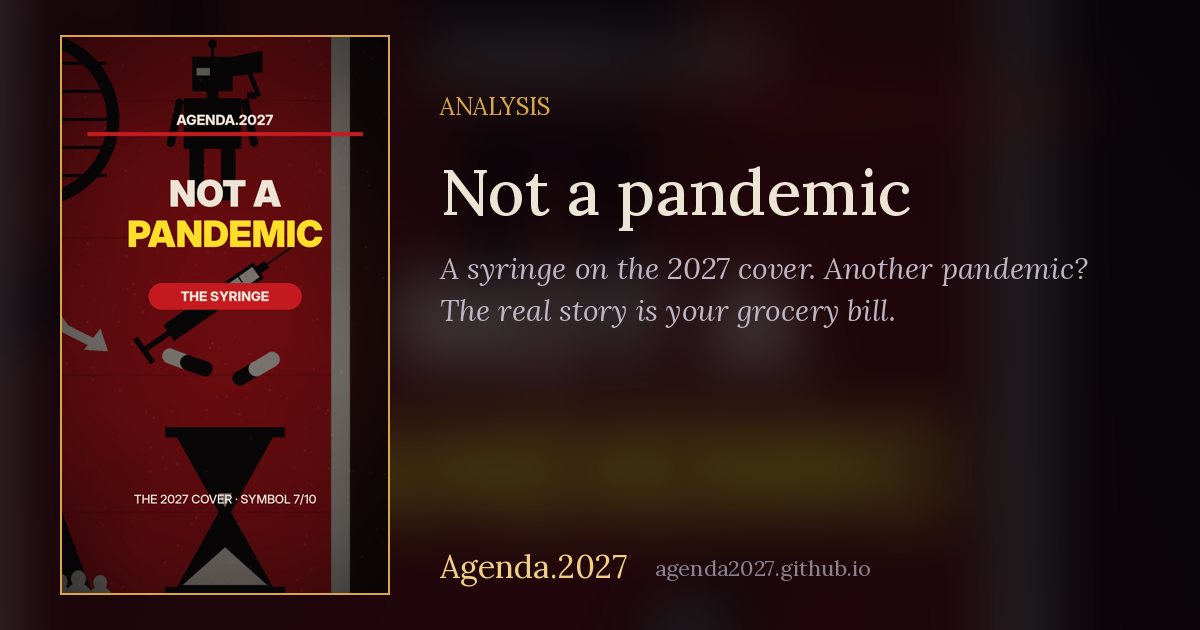 AGENDA.2027
NOT A
PANDEMIC
THE SYRINGE
THE 2027 COVER · SYMBOL 7/10
ANALYSIS
Not a pandemic
A syringe on the 2027 cover. Another pandemic?
The real story is your grocery bill.
Agenda.2027 agenda2027.github.io